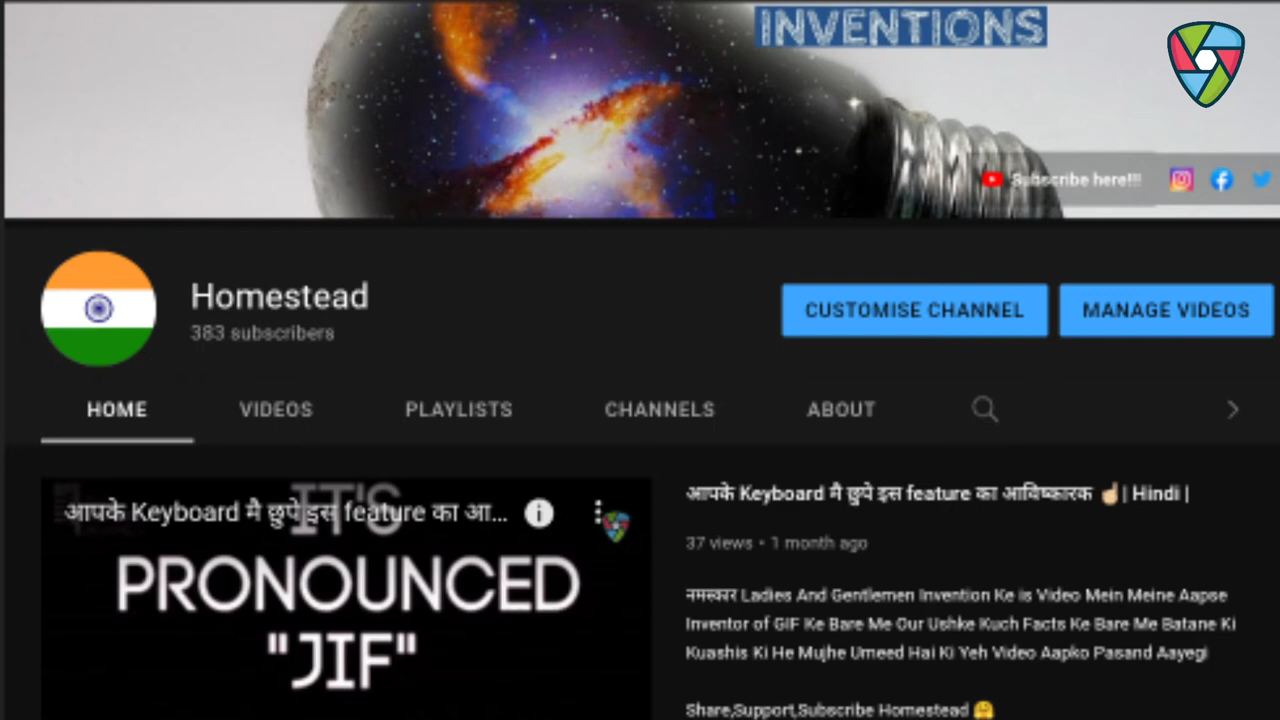 INVENTIONS
Subscribe here!!!
Homestead
383 subscribers
CUSTOMISE CHANNEL
MANAGE VIDEOS
HOME
VIDEOS
PLAYLISTS
CHANNELS
ABOUT
आपके Keyboard मै छुपे इस feature का आ...
IT'S
PRONOUNCED
"JIF"
आपके Keyboard मै छुपे इस feature का आविष्कारक ☝🏼| Hindi |
37 views • 1 month ago
नमस्कार Ladies And Gentlemen Invention Ke is Video Mein Meine Aapse
Inventor of GIF Ke Bare Me Our Ushke Kuch Facts Ke Bare Me Batane Ki
Kuashis Ki He Mujhe Umeed Hai Ki Yeh Video Aapko Pasand Aayegi
Share,Support,Subscribe Homestead 🤗